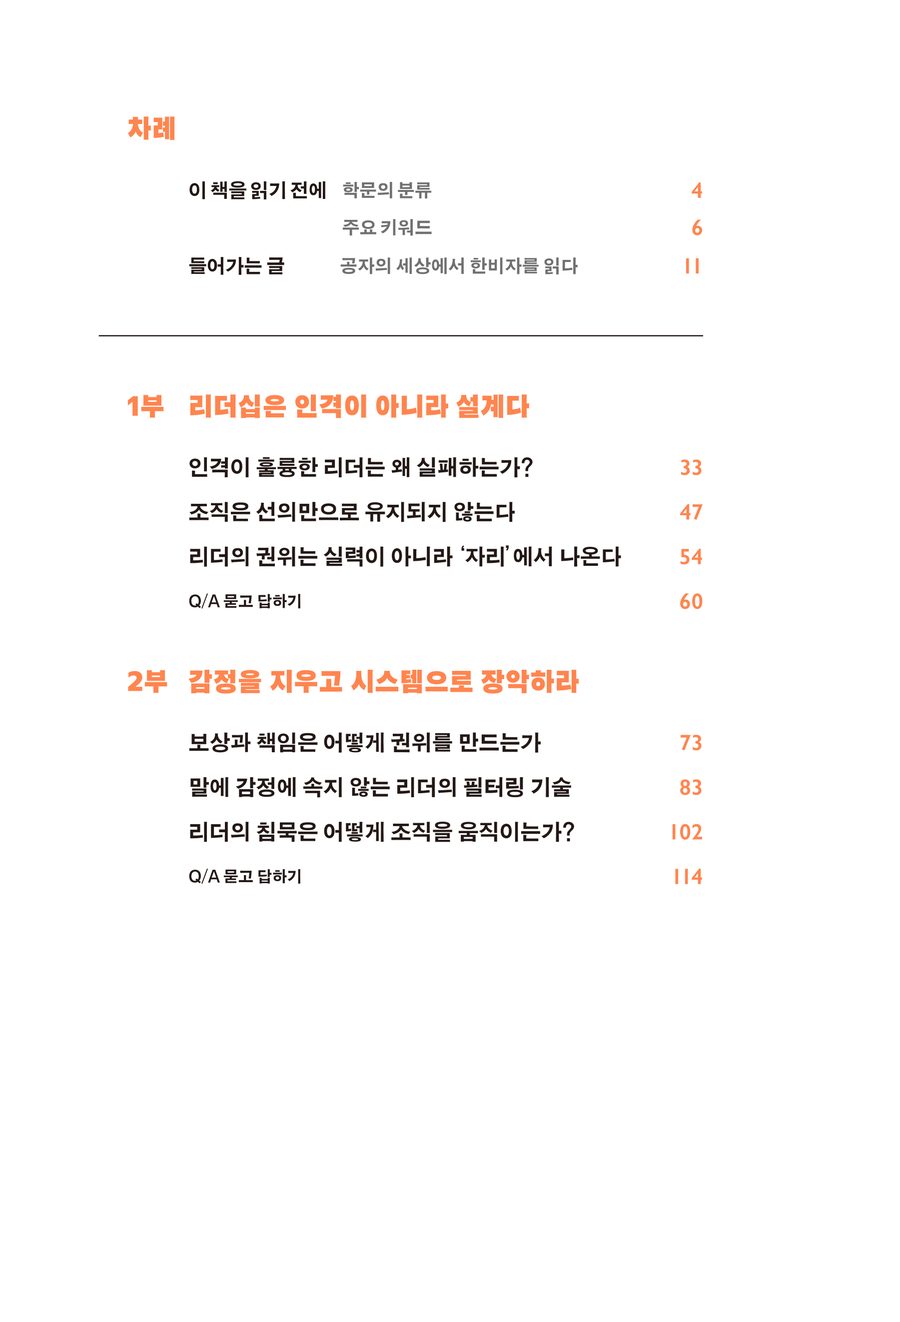 차례
이 책을 읽기 전에 학문의 분류 4
주요 키워드 6
들어가는 글 공자의 세상에서 한비자를 읽다 11
1부 리더십은 인격이 아니라 설계다
인격이 훌륭한 리더는 왜 실패하는가? 33
조직은 선의만으로 유지되지 않는다 47
리더의 권위는 실력이 아니라 ‘자리’에서 나온다 54
Q/A 묻고 답하기 60
2부 감정을 지우고 시스템으로 장악하라
보상과 책임은 어떻게 권위를 만드는가 73
말에 감정에 속지 않는 리더의 필터링 기술 83
리더의 침묵은 어떻게 조직을 움직이는가? 102
Q/A 묻고 답하기 114